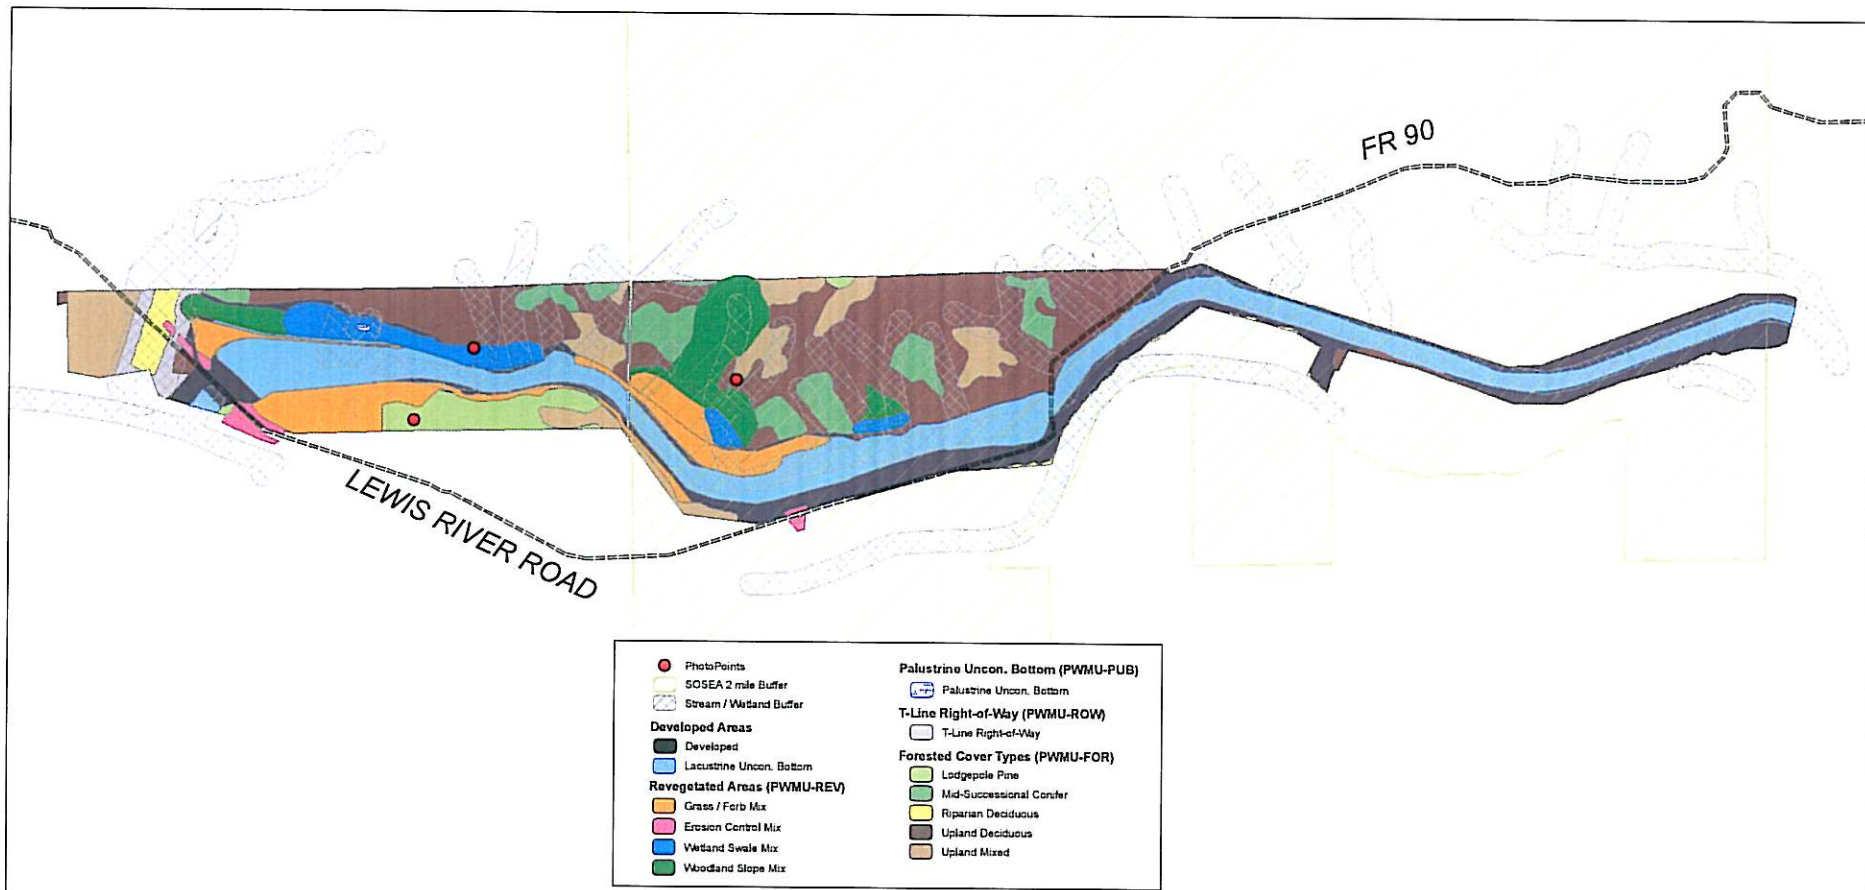 FR 90
LEWIS RIVER ROAD
PhotoPoints
SOSEA 2 mile Buffer
Stream / Wetland Buffer
Developed Areas
Developed
Lacustrine Uncon. Bottom
Revegetated Areas (PWMU-REV)
Grass / Forb Mix
Erosion Control Mix
Wetland Swale Mix
Woodland Slope Mix
Palustrine Uncon. Bottom (PWMU-PUB)
Palustrine Uncon. Bottom
T-Line Right-of-Way (PWMU-ROW)
T-Line Right-of-Way
Forested Cover Types (PWMU-FOR)
Lodgepole Pine
Mid-Successional Conifer
Riparian Deciduous
Upland Deciduous
Upland Mixed